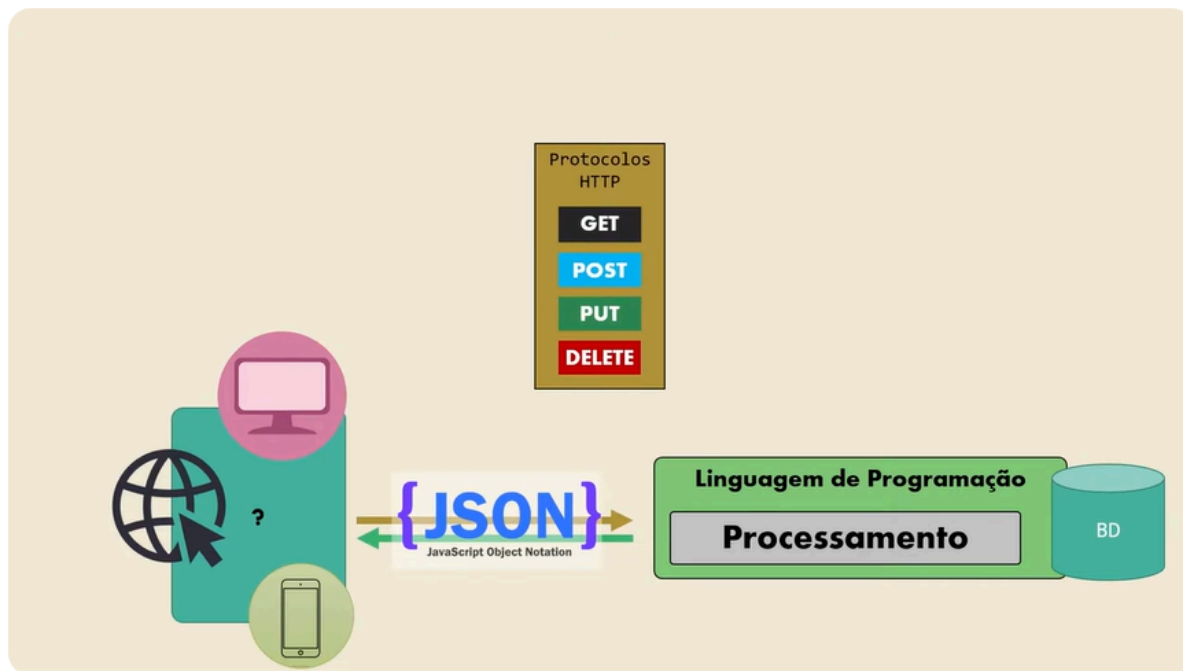 Protocolos
HTTP
GET
POST
PUT
DELETE
?
{JSON}
JavaScript Object Notation
Linguagem de Programação
Processamento
BD